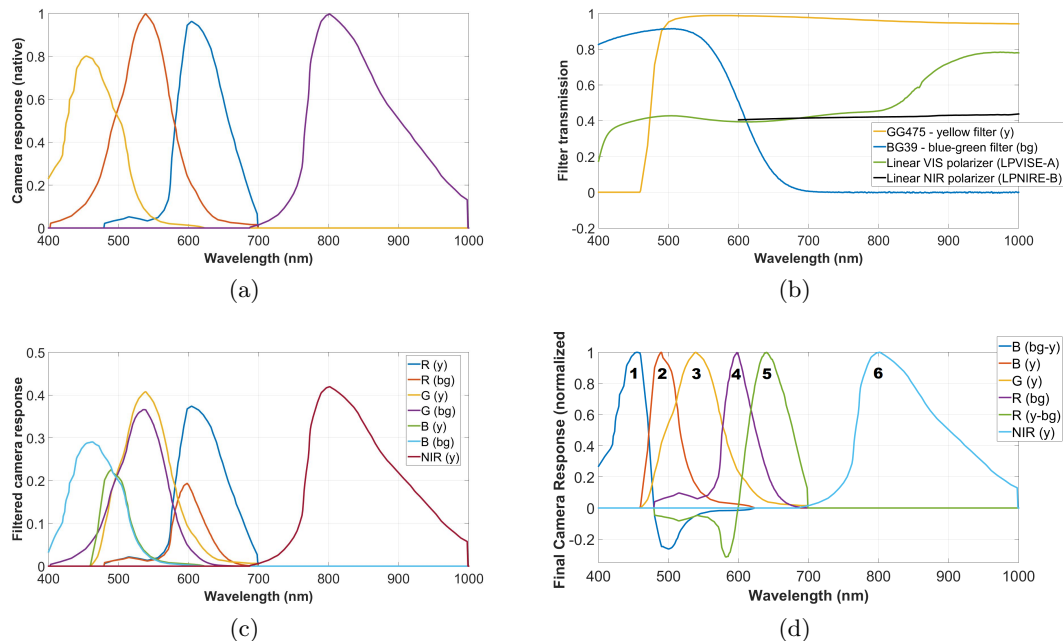 Camera response (native)
1
0.8
0.6
0.4
0.2
0
400 500 600 700 800 900 1000
Wavelength (nm)
(a)
Filter transmission
1
0.8
0.6
0.4
0.2
0
-0.2
GG475 - yellow filter (y)
BG39 - blue-green filter (bg)
Linear VIS polarizer (LPVISE-A)
Linear NIR polarizer (LPNIRE-B)
400 500 600 700 800 900 1000
Wavelength (nm)
(b)
Filtered camera response
0.5
0.4
0.3
0.2
0.1
0
R (y)
R (bg)
G (y)
G (bg)
B (y)
B (bg)
NIR (y)
400 500 600 700 800 900 1000
Wavelength (nm)
(c)
Final Camera Response (normalized)
1
0.8
0.6
0.4
0.2
0
-0.2
1 2 3 4 5 6
B (bg-y)
B (y)
G (y)
R (bg)
R (y-bg)
NIR (y)
400 500 600 700 800 900 1000
Wavelength (nm)
(d)